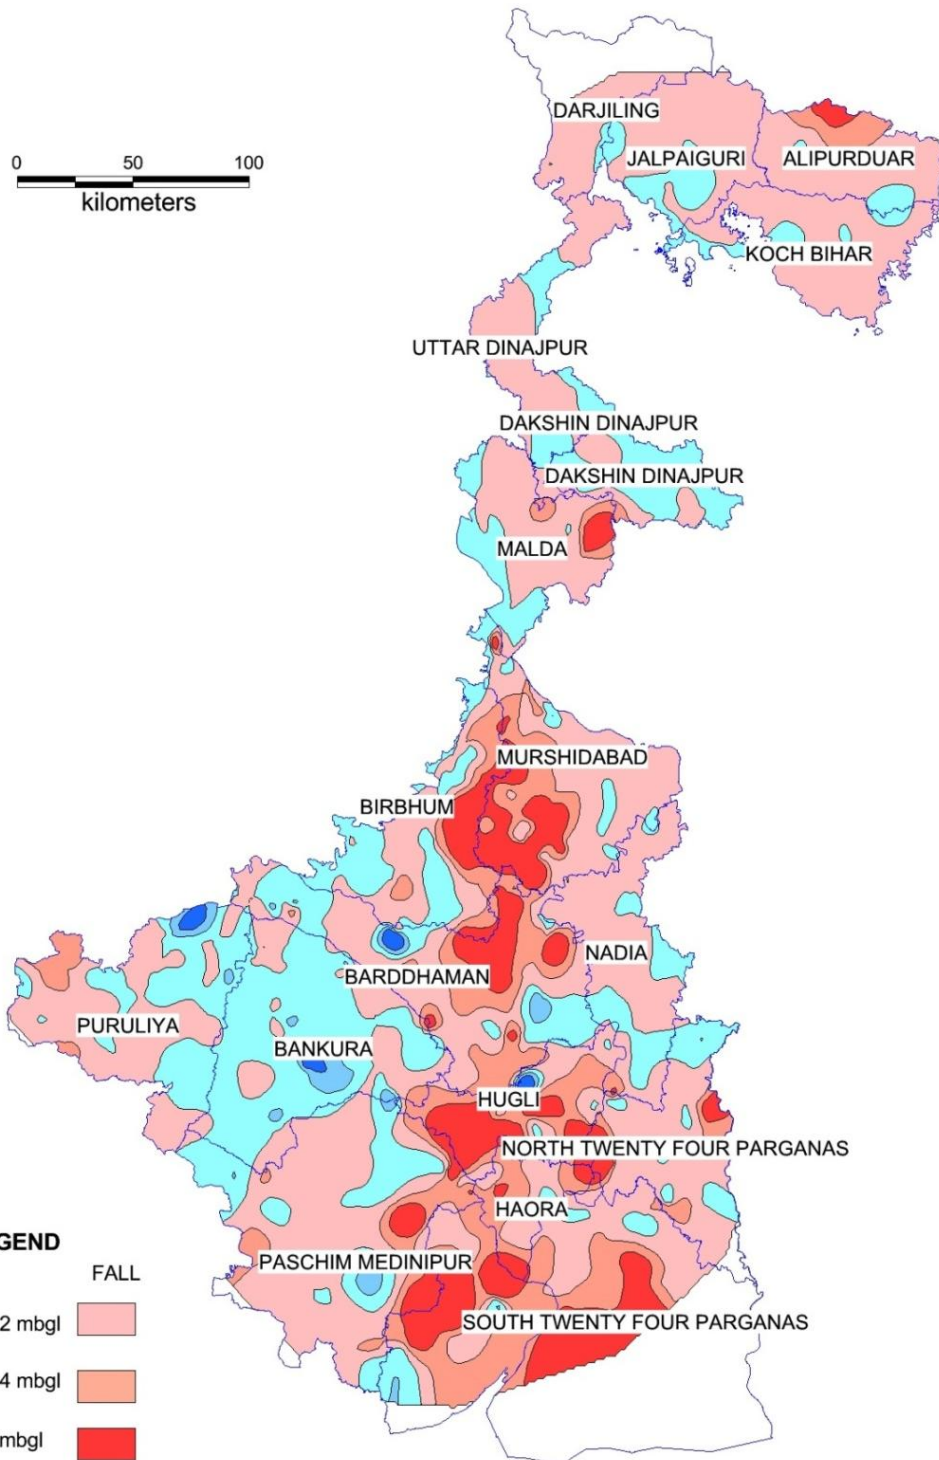 DARJILING
0 50 100
JALPAIGURI ALIPURDUAR
kilometers
KOCH BIHAR
UTTAR DINAJPUR
DAKSHIN DINAJPUR
DAKSHIN DINAJPUR
MALDA
MURSHIDABAD
BIRBHUM
NADIA
BARDDHAMAN
PURULIYA
BANKURA
HUGLI
NORTH TWENTY FOUR PARGANAS
HAORA
GEND
PASCHIM MEDINIPUR
FALL
SOUTH TWENTY FOUR PARGANAS
2 mbgl
4 mbgl
mbgl